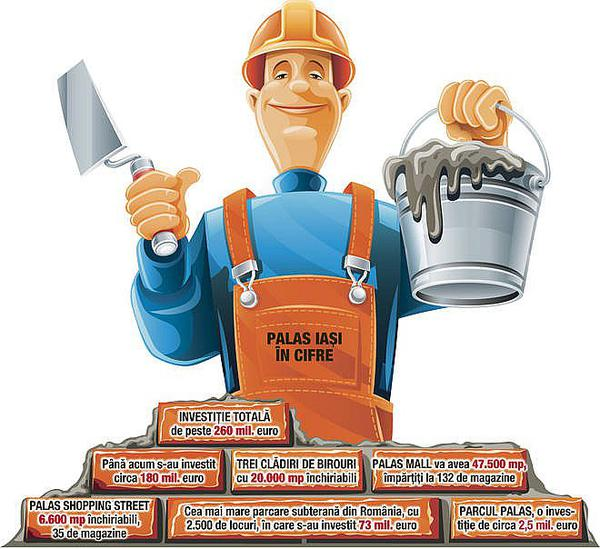 PALAS IAȘI
ÎN CIFRE
INVESTIȚIE TOTALĂ
de peste 260 mil. euro
Până acum s-au investit
circa 180 mil. euro
TREI CLĂDIRI DE BIROURI
cu 20.000 mp închiriabili
PALAS MALL va avea 47.500 mp,
împărțiți la 132 de magazine
PALAS SHOPPING STREET
6.600 mp închiriabili,
35 de magazine
Cea mai mare parcare subterană din România, cu
2.500 de locuri, în care s-au investit 73 mil. euro
PARCUL PALAS, o inves-
tiție de circa 2,5 mil. euro